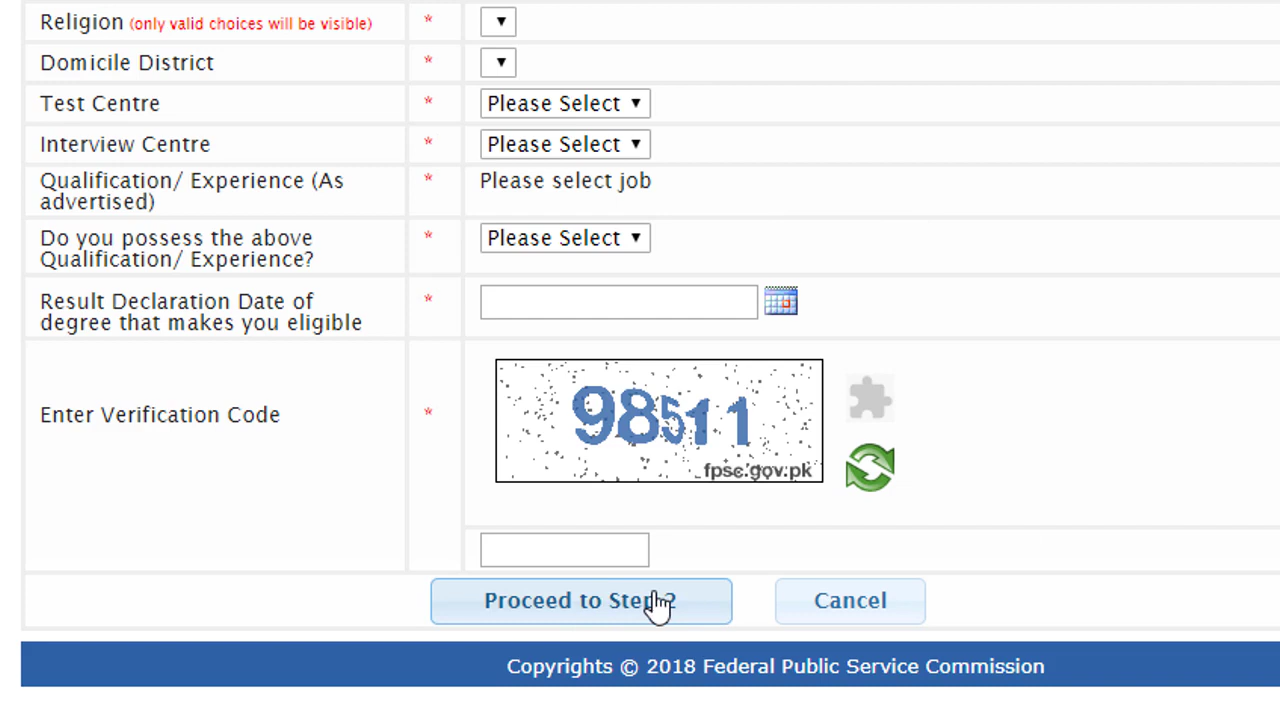 Religion (only valid choices will be visible) *
Domicile District *
Test Centre * Please Select
Interview Centre * Please Select
Qualification/ Experience (As * Please select job
advertised)
Do you possess the above * Please Select
Qualification/ Experience?
Result Declaration Date of *
degree that makes you eligible
Enter Verification Code *
98511
fpsc.gov.pk
Proceed to Step 2 Cancel
Copyrights © 2018 Federal Public Service Commission